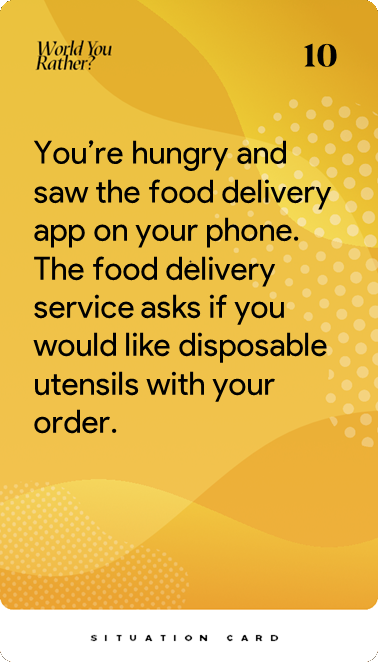 World You
Rather?
10
You’re hungry and
saw the food delivery
app on your phone.
The food delivery
service asks if you
would like disposable
utensils with your
order.
SITUATION CARD